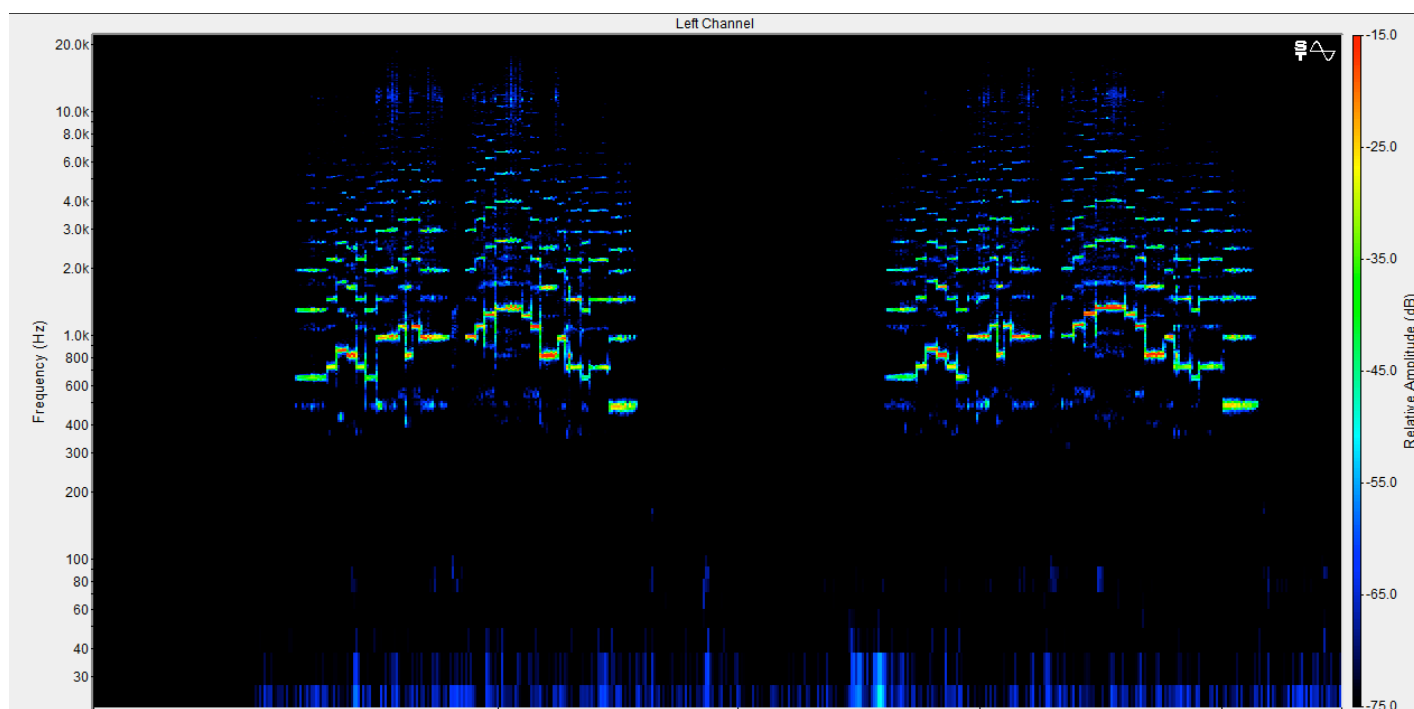 Left Channel
20.0k
10.0k
8.0k
6.0k
4.0k
3.0k
2.0k
1.0k
800
600
400
300
200
100
80
60
40
30
Frequency (Hz)
S
T
-15.0
-25.0
-35.0
-45.0
-55.0
-65.0
-75.0
Relative Amplitude (dB)